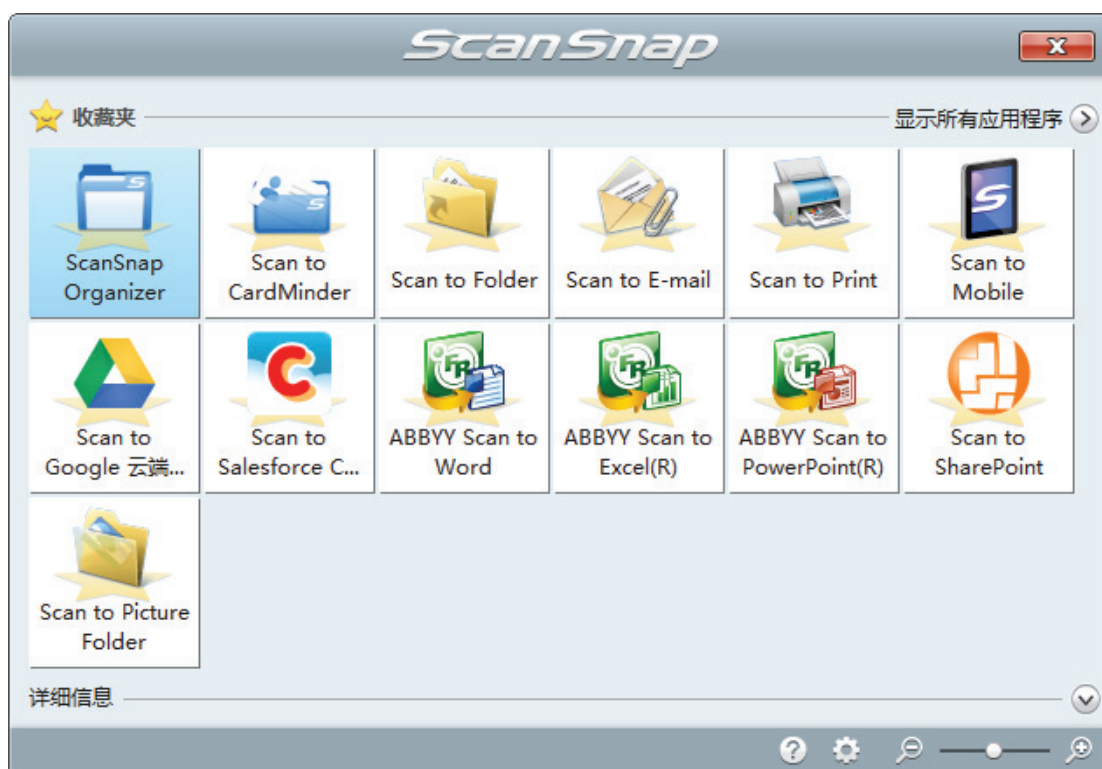 ScanSnap
收藏夹
显示所有应用程序
ScanSnap
Organizer
Scan to
CardMinder
Scan to Folder
Scan to E-mail
Scan to Print
Scan to
Mobile
Scan to
Google 云端...
Scan to
Salesforce C...
ABBYY Scan to
Word
ABBYY Scan to
Excel(R)
ABBYY Scan to
PowerPoint(R)
Scan to
SharePoint
Scan to Picture
Folder
详细信息